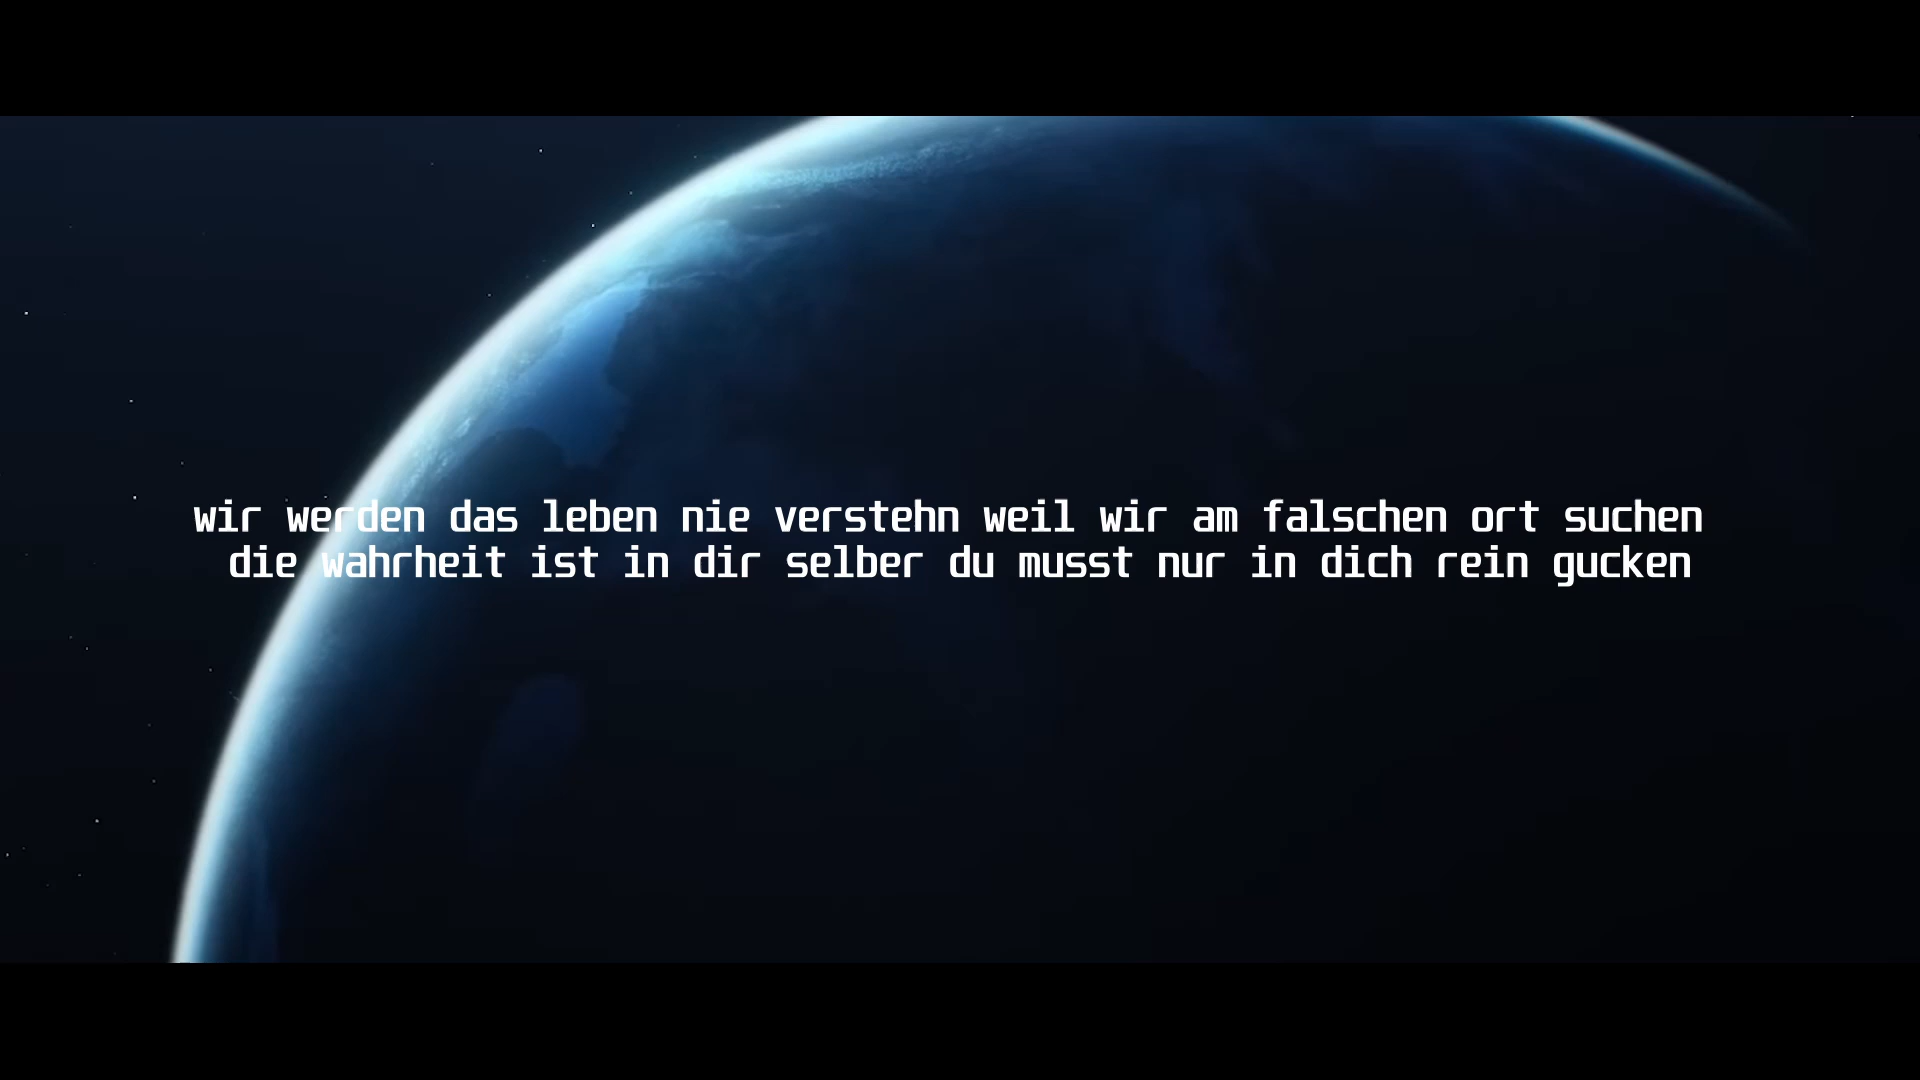 wir werden das leben nie verstehn weil wir am falschen ort suchen
die wahrheit ist in dir selber du musst nur in dich rein gucken